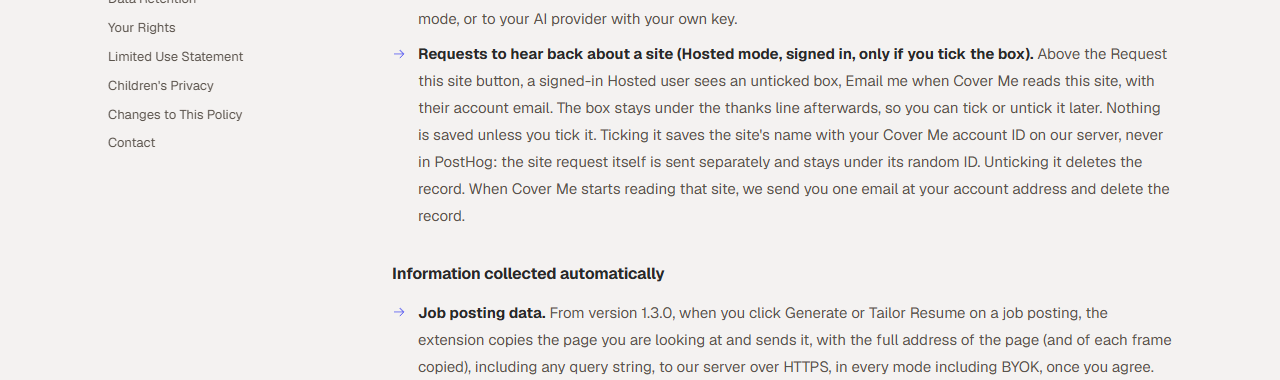 Data Retention
Your Rights
Limited Use Statement
Children's Privacy
Changes to This Policy
Contact
mode, or to your AI provider with your own key.
→ Requests to hear back about a site (Hosted mode, signed in, only if you tick the box). Above the Request
this site button, a signed-in Hosted user sees an unticked box, Email me when Cover Me reads this site, with
their account email. The box stays under the thanks line afterwards, so you can tick or untick it later. Nothing
is saved unless you tick it. Ticking it saves the site's name with your Cover Me account ID on our server, never
in PostHog: the site request itself is sent separately and stays under its random ID. Unticking it deletes the
record. When Cover Me starts reading that site, we send you one email at your account address and delete the
record.
Information collected automatically
→ Job posting data. From version 1.3.0, when you click Generate or Tailor Resume on a job posting, the
extension copies the page you are looking at and sends it, with the full address of the page (and of each frame
copied), including any query string, to our server over HTTPS, in every mode including BYOK, once you agree.